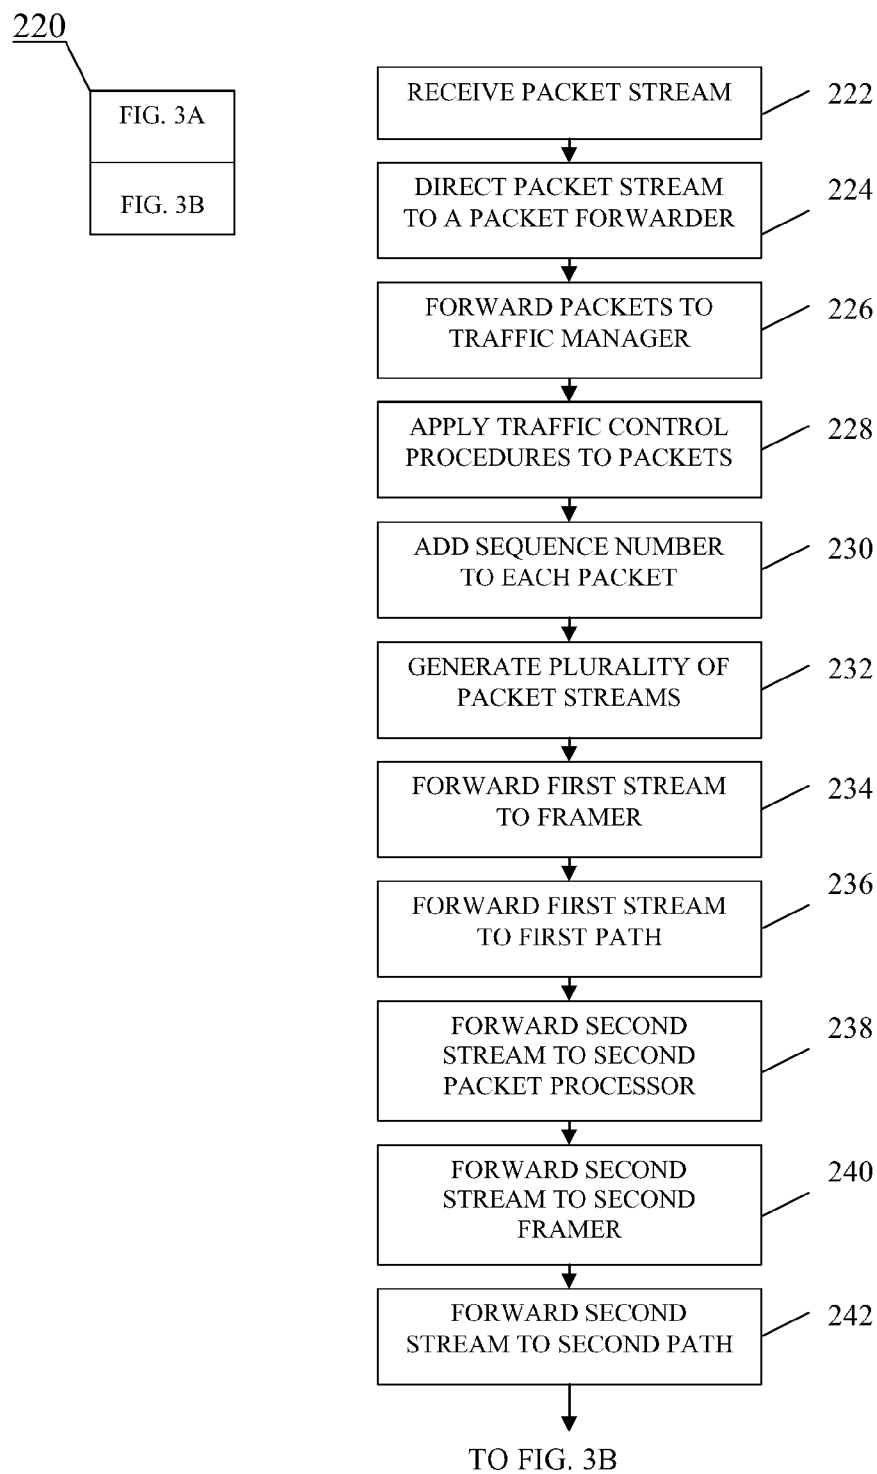 220
FIG. 3A
FIG. 3B
RECEIVE PACKET STREAM
222
DIRECT PACKET STREAM
TO A PACKET FORWARDER
224
FORWARD PACKETS TO
TRAFFIC MANAGER
226
APPLY TRAFFIC CONTROL
PROCEDURES TO PACKETS
228
ADD SEQUENCE NUMBER
TO EACH PACKET
230
GENERATE PLURALITY OF
PACKET STREAMS
232
FORWARD FIRST STREAM
TO FRAMER
234
FORWARD FIRST STREAM
TO FIRST PATH
236
FORWARD SECOND
STREAM TO SECOND
PACKET PROCESSOR
238
FORWARD SECOND
STREAM TO SECOND
FRAMER
240
FORWARD SECOND
STREAM TO SECOND PATH
242
TO FIG. 3B